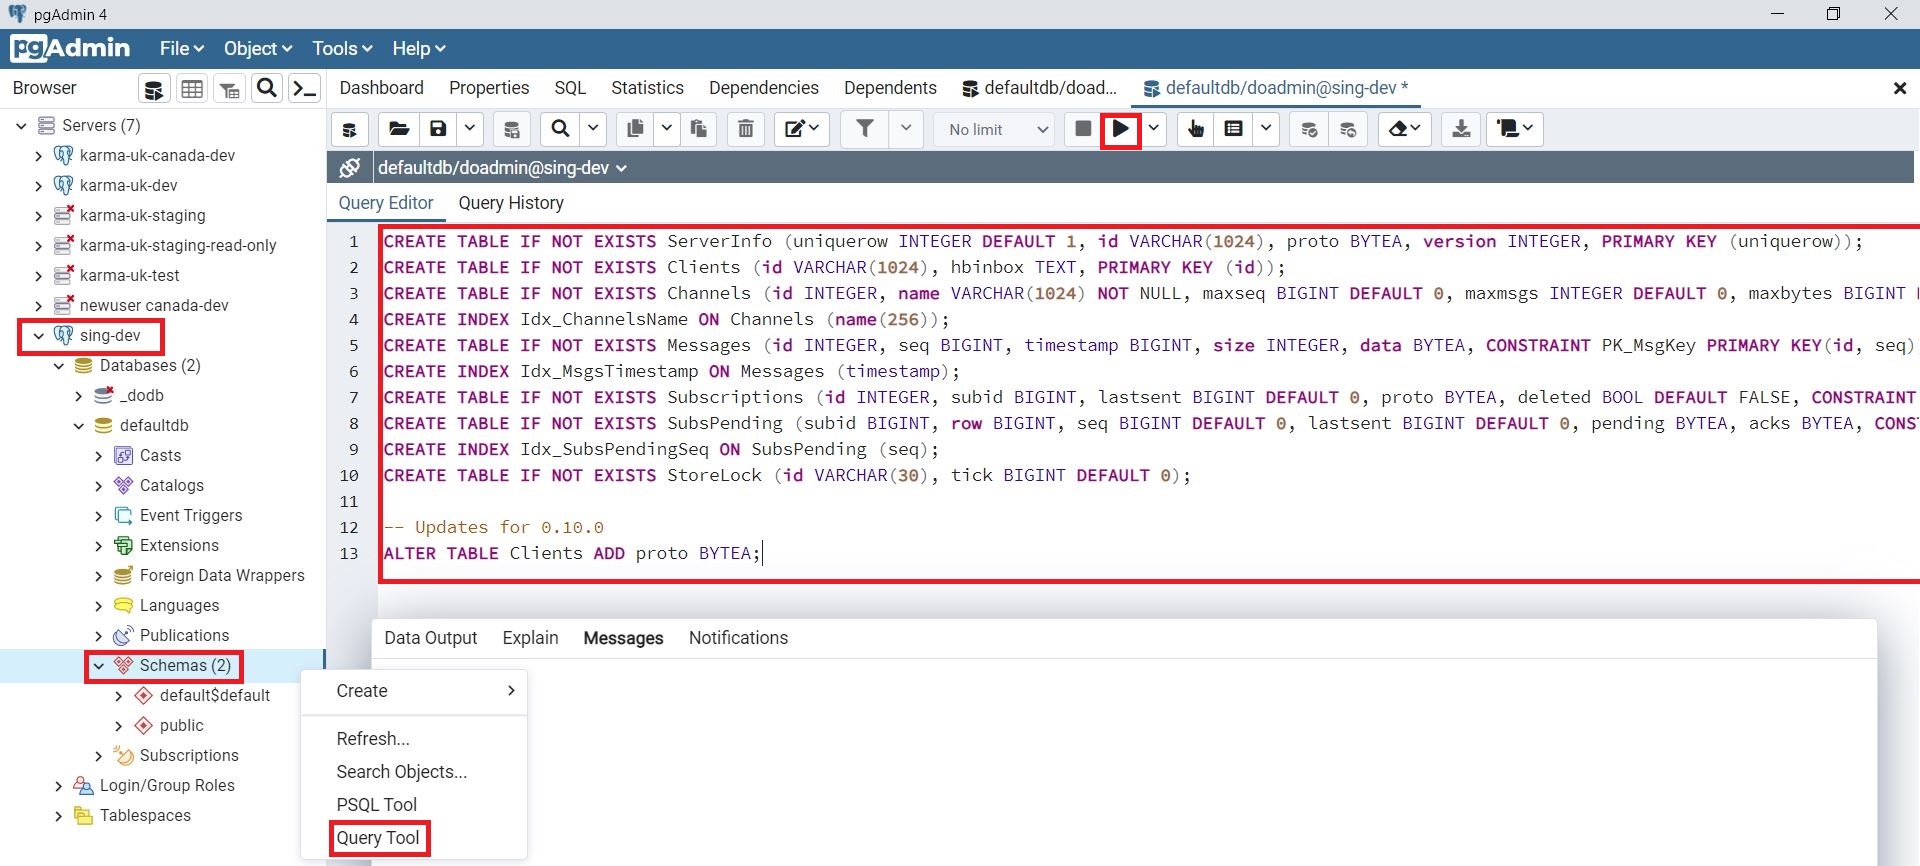 pgAdmin 4
pgAdmin File Object Tools Help
Browser
Dashboard Properties SQL Statistics Dependencies Dependents defaultdb/doad... defaultdb/doadmin@sing-dev *
No limit
defaultdb/doadmin@sing-dev
Query Editor Query History
Servers (7)
karma-uk-canada-dev
karma-uk-dev
karma-uk-staging
karma-uk-staging-read-only
karma-uk-test
newuser canada-dev
sing-dev
Databases (2)
_dodb
defaultdb
Casts
Catalogs
Event Triggers
Extensions
Foreign Data Wrappers
Languages
Publications
Schemas (2)
default$default
public
Subscriptions
Login/Group Roles
Tablespaces
1 CREATE TABLE IF NOT EXISTS ServerInfo (uniquerow INTEGER DEFAULT 1, id VARCHAR(1024), proto BYTEA, version INTEGER, PRIMARY KEY (uniquerow));
2 CREATE TABLE IF NOT EXISTS Clients (id VARCHAR(1024), hbinbox TEXT, PRIMARY KEY (id));
3 CREATE TABLE IF NOT EXISTS Channels (id INTEGER, name VARCHAR(1024) NOT NULL, maxseq BIGINT DEFAULT 0, maxmsgs INTEGER DEFAULT 0, maxbytes BIGINT
4 CREATE INDEX Idx_ChannelsName ON Channels (name(256));
5 CREATE TABLE IF NOT EXISTS Messages (id INTEGER, seq BIGINT, timestamp BIGINT, size INTEGER, data BYTEA, CONSTRAINT PK_MsgKey PRIMARY KEY(id, seq)
6 CREATE INDEX Idx_MsgsTimestamp ON Messages (timestamp);
7 CREATE TABLE IF NOT EXISTS Subscriptions (id INTEGER, subid BIGINT, lastsent BIGINT DEFAULT 0, proto BYTEA, deleted BOOL DEFAULT FALSE, CONSTRAINT
8 CREATE TABLE IF NOT EXISTS SubsPending (subid BIGINT, row BIGINT, seq BIGINT DEFAULT 0, lastsent BIGINT DEFAULT 0, pending BYTEA, acks BYTEA, CONS
9 CREATE INDEX Idx_SubsPendingSeq ON SubsPending (seq);
10 CREATE TABLE IF NOT EXISTS StoreLock (id VARCHAR(30), tick BIGINT DEFAULT 0);
11
12 -- Updates for 0.10.0
13 ALTER TABLE Clients ADD proto BYTEA;
Data Output Explain Messages Notifications
Create
Refresh...
Search Objects...
PSQL Tool
Query Tool